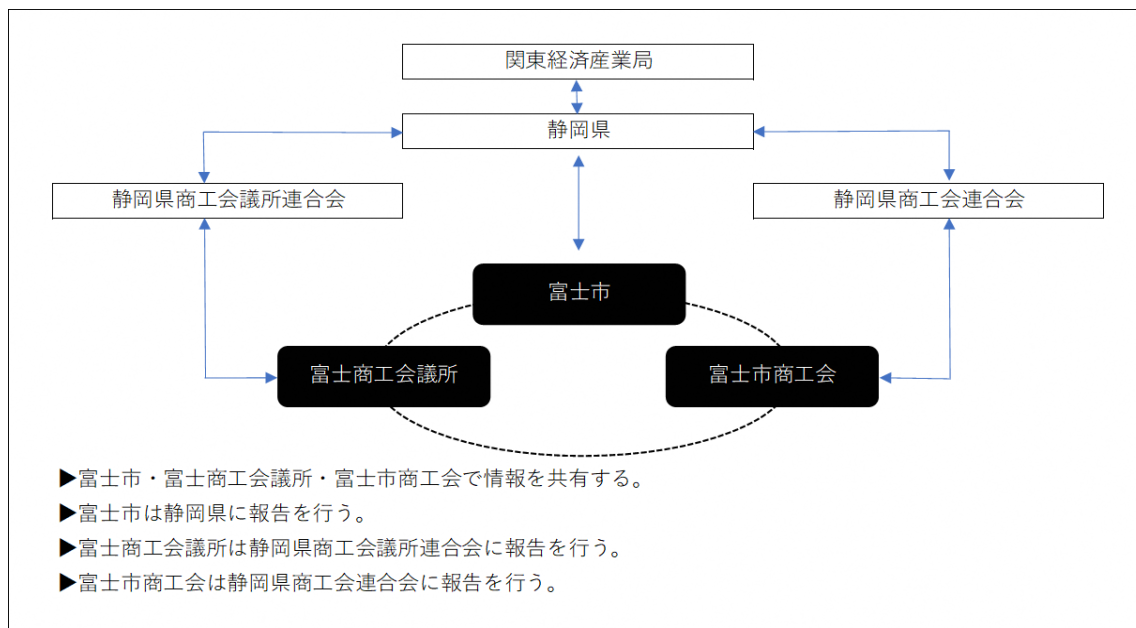 関東経済産業局
静岡県
静岡県商工会議所連合会
静岡県商工会連合会
富士市
富士商工会議所
富士市商工会
▶富士市・富士商工会議所・富士市商工会で情報を共有する。
▶富士市は静岡県に報告を行う。
▶富士商工会議所は静岡県商工会議所連合会に報告を行う。
▶富士市商工会は静岡県商工会連合会に報告を行う。